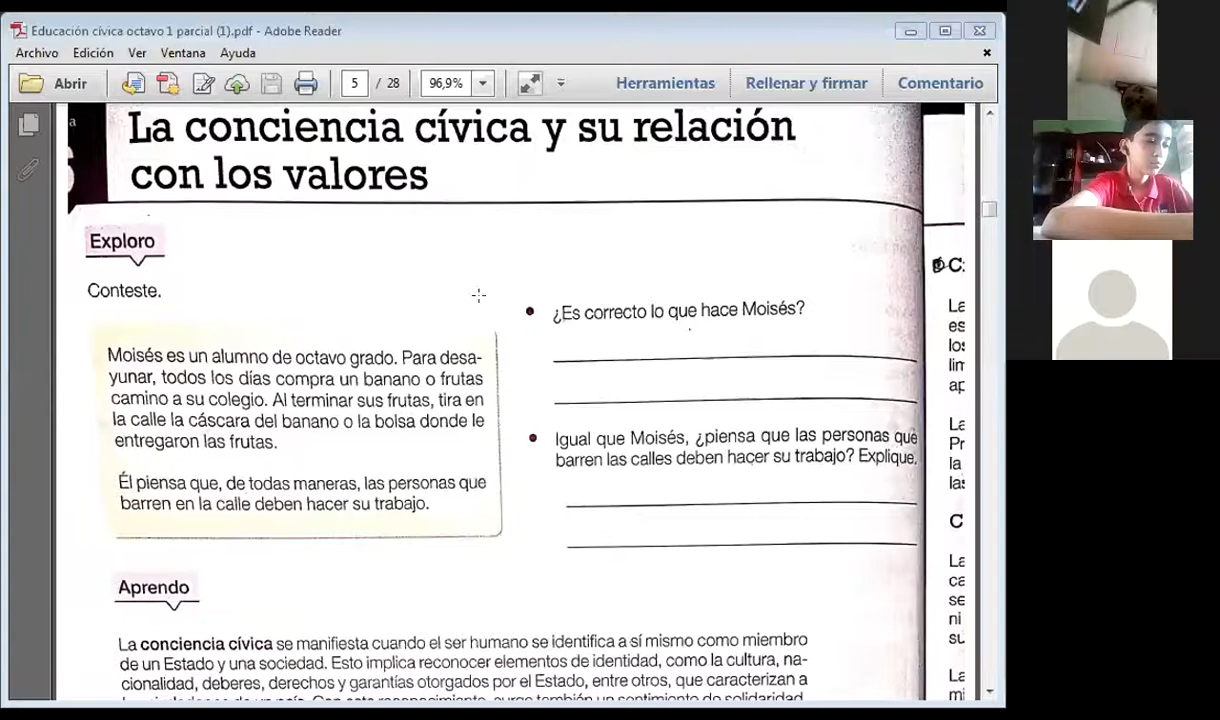 Educación cívica octavo 1 parcial (1).pdf - Adobe Reader
Archivo Edición Ver Ventana Ayuda
Abrir 5 / 28 96,9% Herramientas Rellenar y firmar Comentario
La conciencia cívica y su relación
con los valores
Exploro
Conteste.
Moisés es un alumno de octavo grado. Para desa-
yunar, todos los días compra un banano o frutas
camino a su colegio. Al terminar sus frutas, tira en
la calle la cáscara del banano o la bolsa donde le
entregaron las frutas.
Él piensa que, de todas maneras, las personas que
barren en la calle deben hacer su trabajo.
¿Es correcto lo que hace Moisés?
Igual que Moisés, ¿piensa que las personas que
barren las calles deben hacer su trabajo? Explique.
Aprendo
La conciencia cívica se manifiesta cuando el ser humano se identifica a sí mismo como miembro
de un Estado y una sociedad. Esto implica reconocer elementos de identidad, como la cultura, na-
cionalidad, deberes, derechos y garantías otorgados por el Estado, entre otros, que caracterizan a